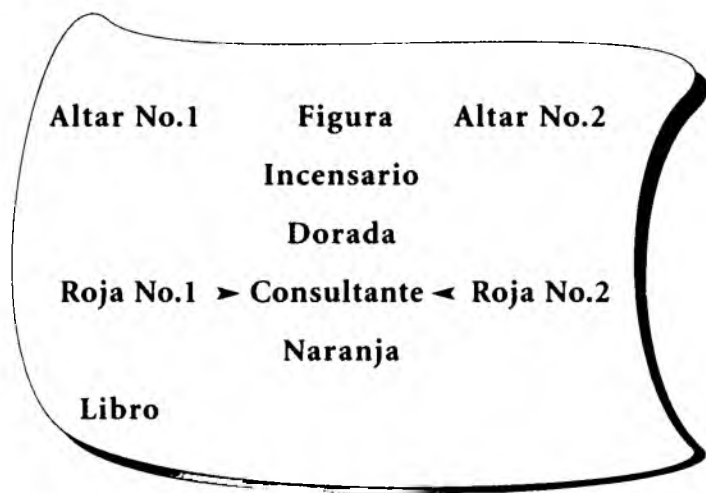 Altar No.1 Figura Altar No.2
Incensario
Dorada
Roja No.1 ➤ Consultante ◄ Roja No.2
Naranja
Libro